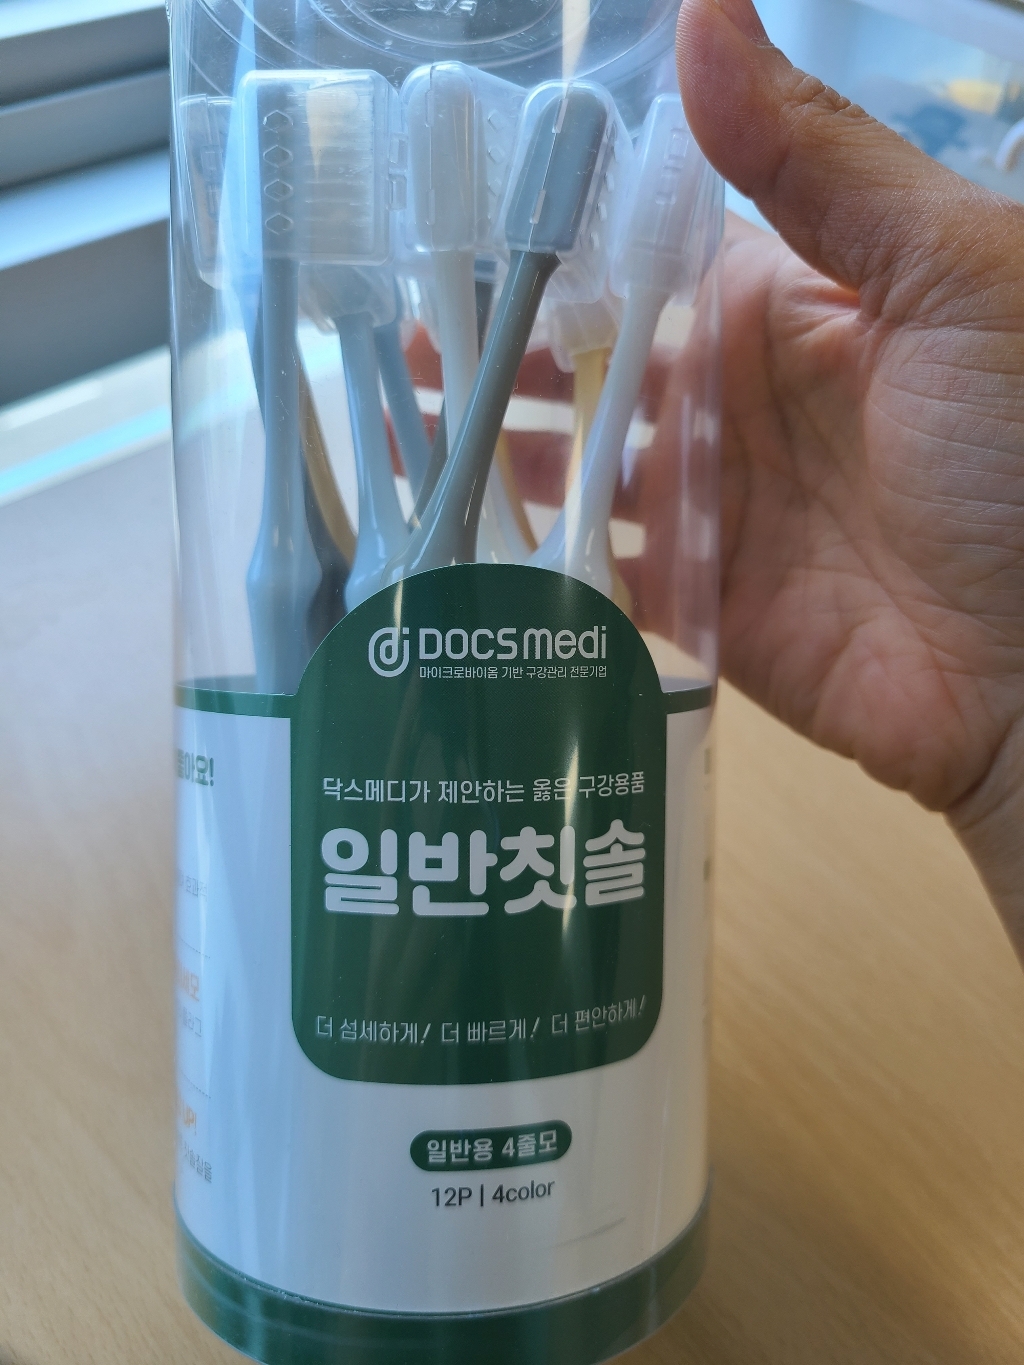 DOCSmedi
마이크로바이옴 기반 구강관리 전문기업
닥스메디가 제안하는 옳은 구강용품
일반칫솔
더 섬세하게! 더 빠르게! 더 편안하게!
일반용 4줄모
12P | 4color
UP!